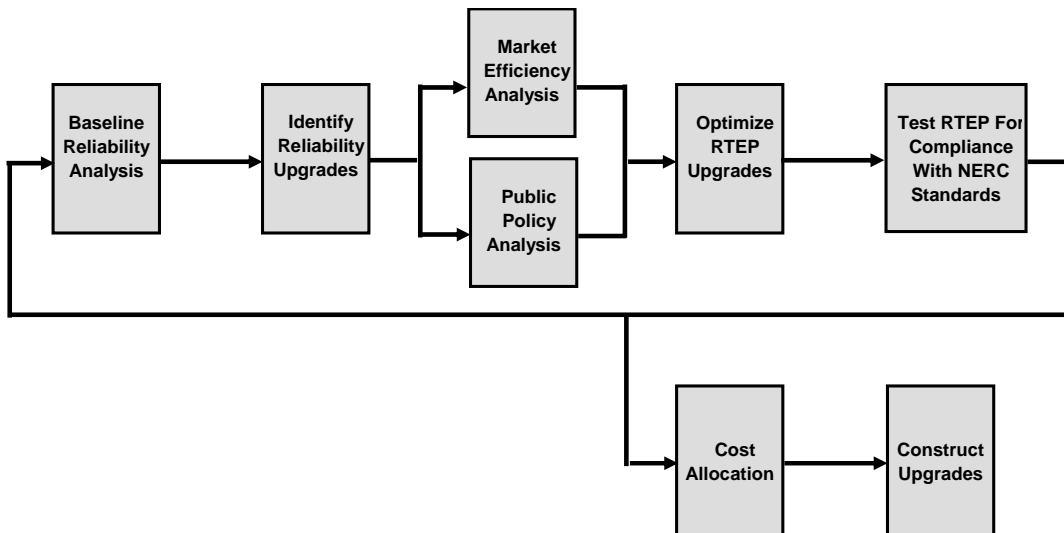 Baseline
Reliability
Analysis
Identify
Reliability
Upgrades
Market
Efficiency
Analysis
Public
Policy
Analysis
Optimize
RTEP
Upgrades
Test RTEP For
Compliance
With NERC
Standards
Cost
Allocation
Construct
Upgrades